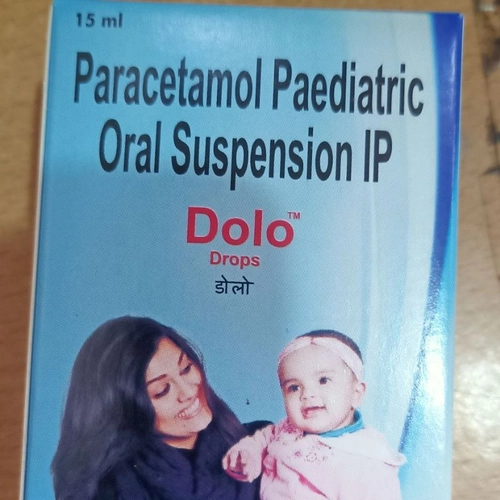 15 ml
Paracetamol Paediatric
Oral Suspension IP
Dolo™
Drops
डोलो